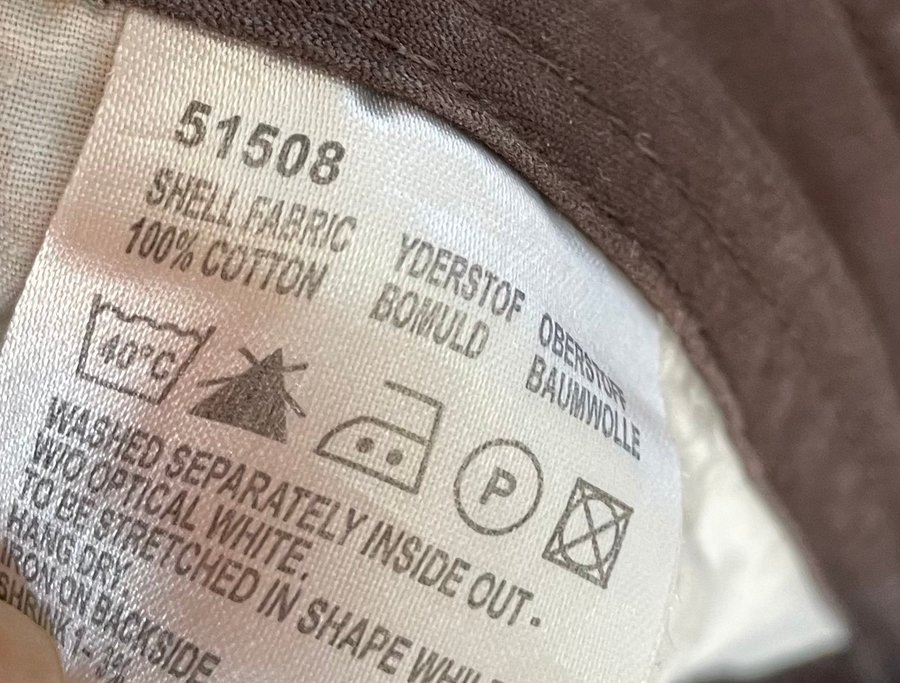 51508
SHELL FABRIC
100% COTTON
YDERSTOF
BOMULD
OBERSTOFF
BAUMWOLLE
40°C
P
WASHED SEPARATELY INSIDE OUT -
W/O OPTICAL WHITE.
TO BE STRETCHED IN SHAPE
HANG DRY.
IRON ON BACKSIDE
SHRINK